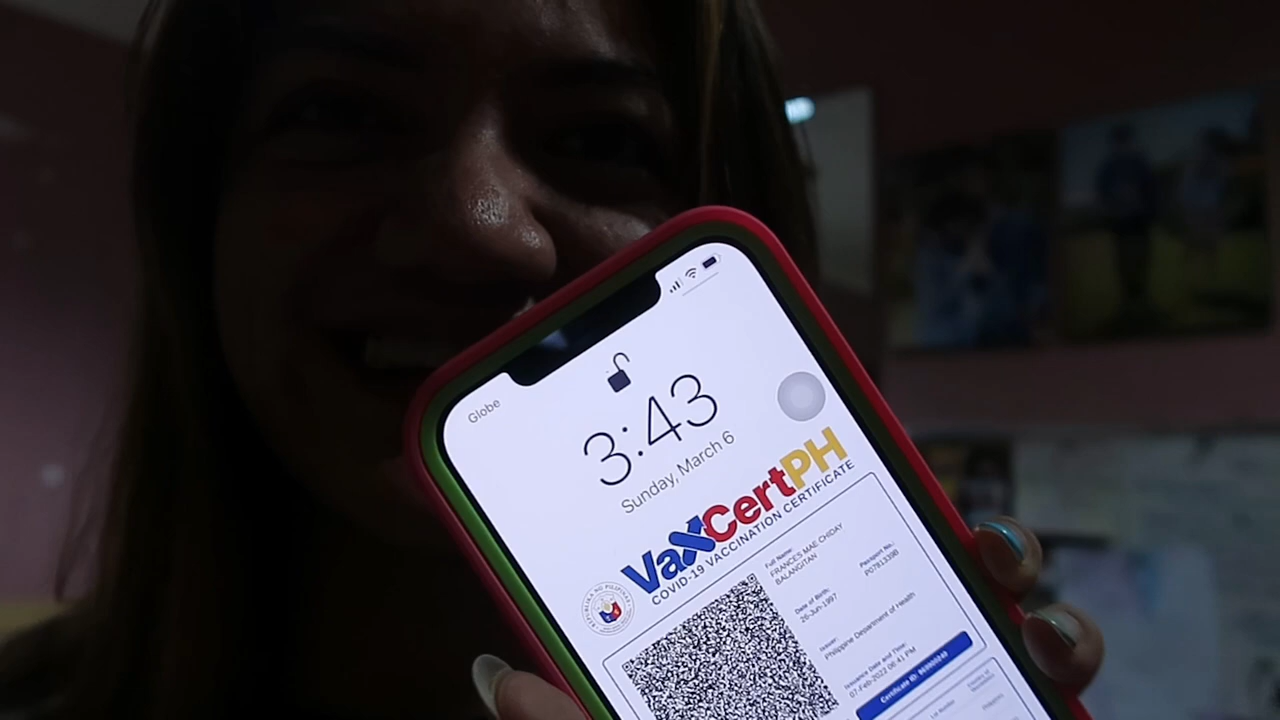 Globe
3:43
Sunday, March 6
VaxCertPH
COVID-19 VACCINATION CERTIFICATE
Full Name:
FRANCES MAE CHIDAY
BALANGITAN
Passport No.:
Date of Birth:
26-Jun-1997
Issuer:
Philippine Department of Health
Issuance Date and Time:
07-Feb-2022 06:41 PM
Certificate ID: